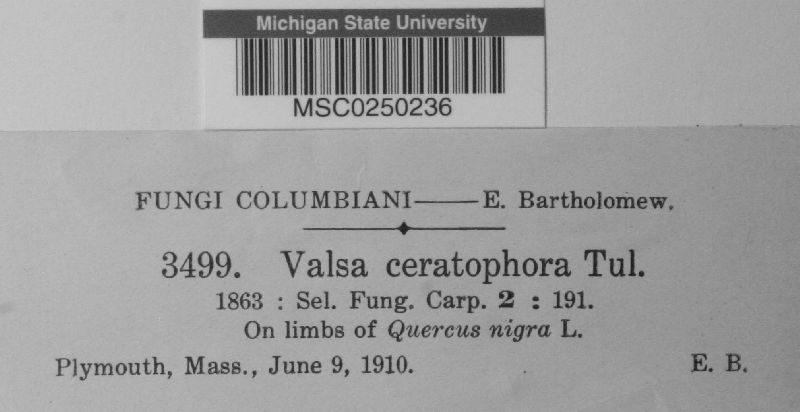 Michigan State University
MSC0250236
FUNGI COLUMBIANI——E. Bartholomew.
3499. Valsa ceratophora Tul.
1863 : Sel. Fung. Carp. 2 : 191.
On limbs of Quercus nigra L.
Plymouth, Mass., June 9, 1910. E. B.